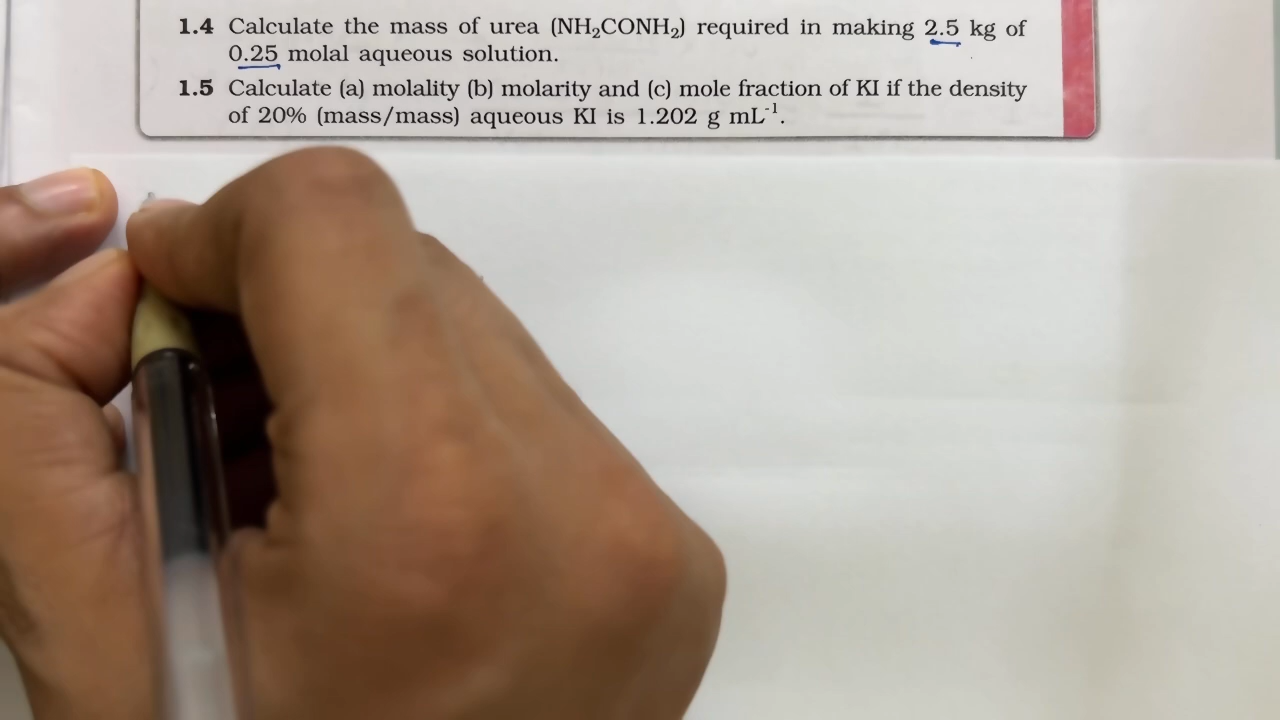 1.4 Calculate the mass of urea (NH₂CONH₂) required in making 2.5 kg of
0.25 molal aqueous solution.
1.5 Calculate (a) molality (b) molarity and (c) mole fraction of KI if the density
of 20% (mass/mass) aqueous KI is 1.202 g mL⁻¹.